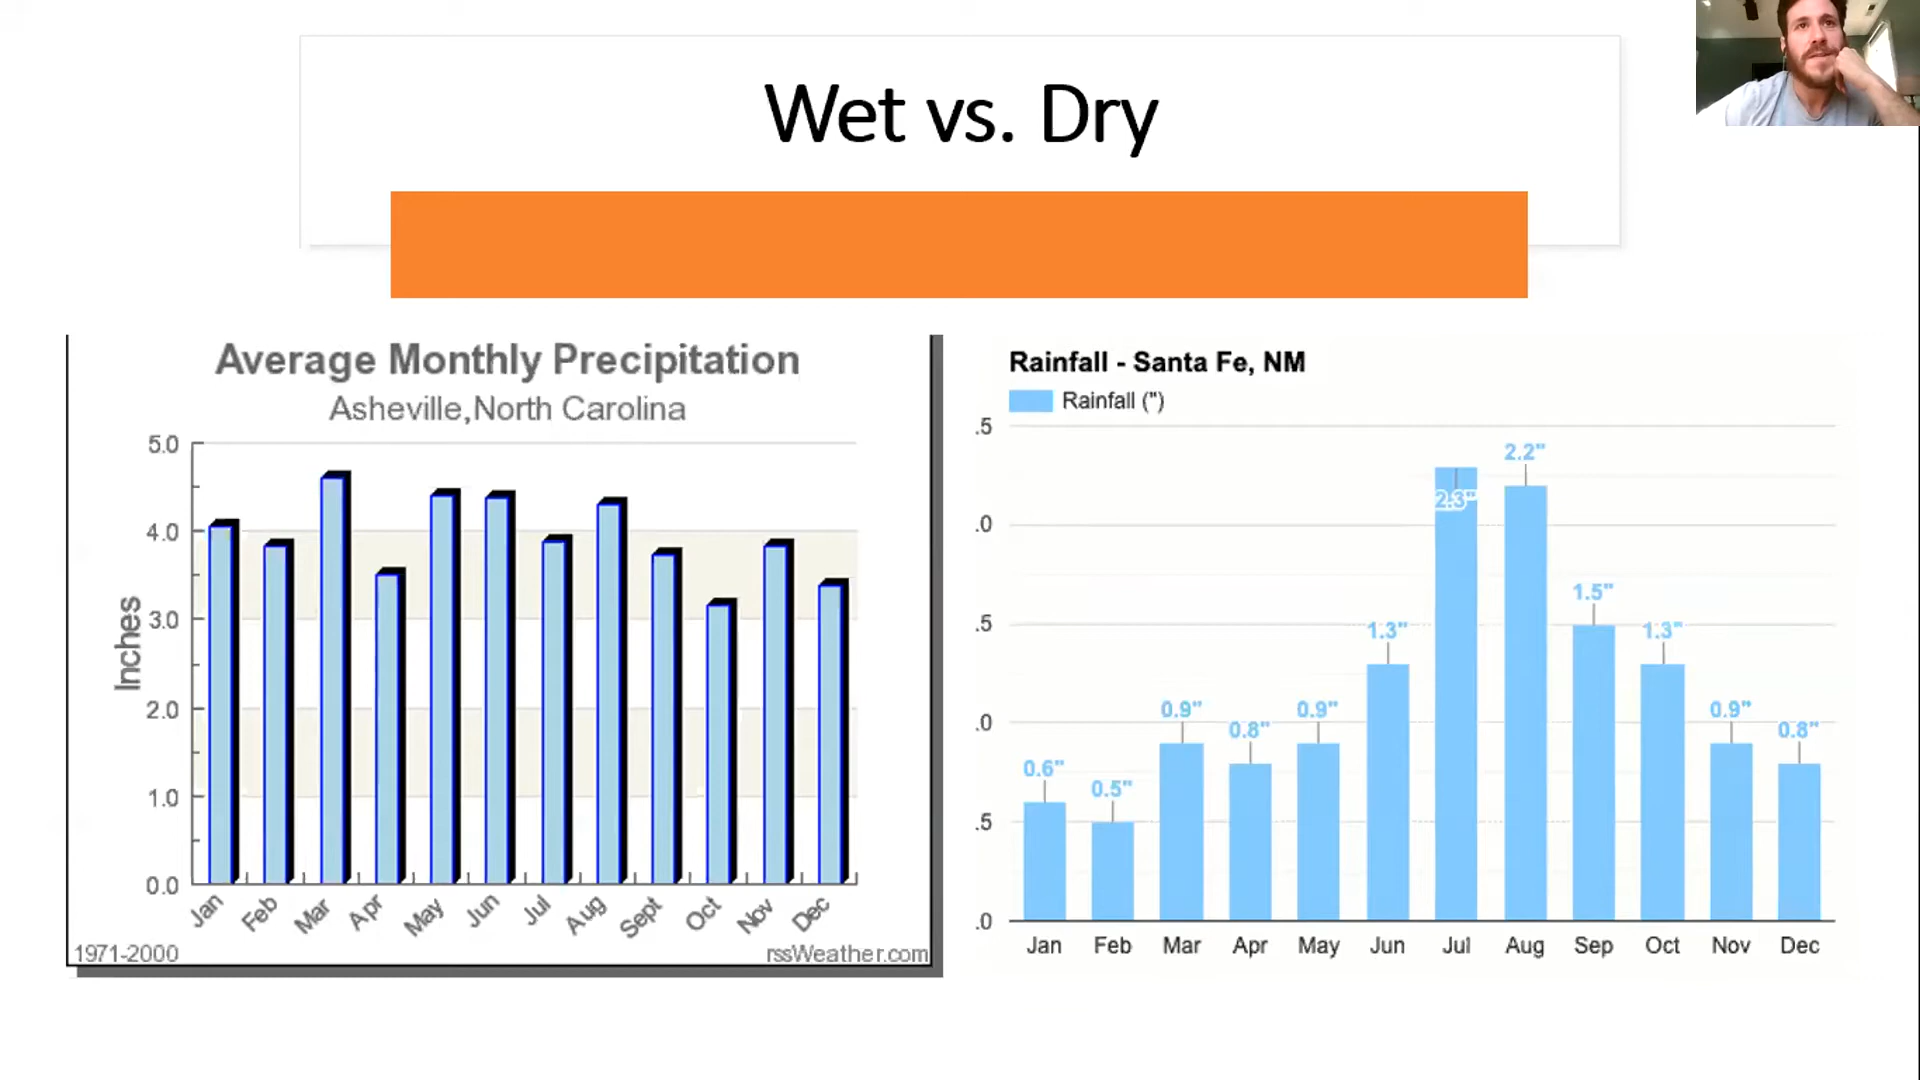 Wet vs. Dry
Average Monthly Precipitation
Asheville,North Carolina
5.0
4.0
3.0
2.0
1.0
0.0
Inches
Jan Feb Mar Apr May Jun Jul Aug Sept Oct Nov Dec
1971-2000 rssWeather.com
Rainfall - Santa Fe, NM
Rainfall (")
.5
.0
.5
.0
.5
.0
0.6" 0.5" 0.9" 0.8" 0.9" 1.3" 2.3" 2.2" 1.5" 1.3" 0.9" 0.8"
Jan Feb Mar Apr May Jun Jul Aug Sep Oct Nov Dec